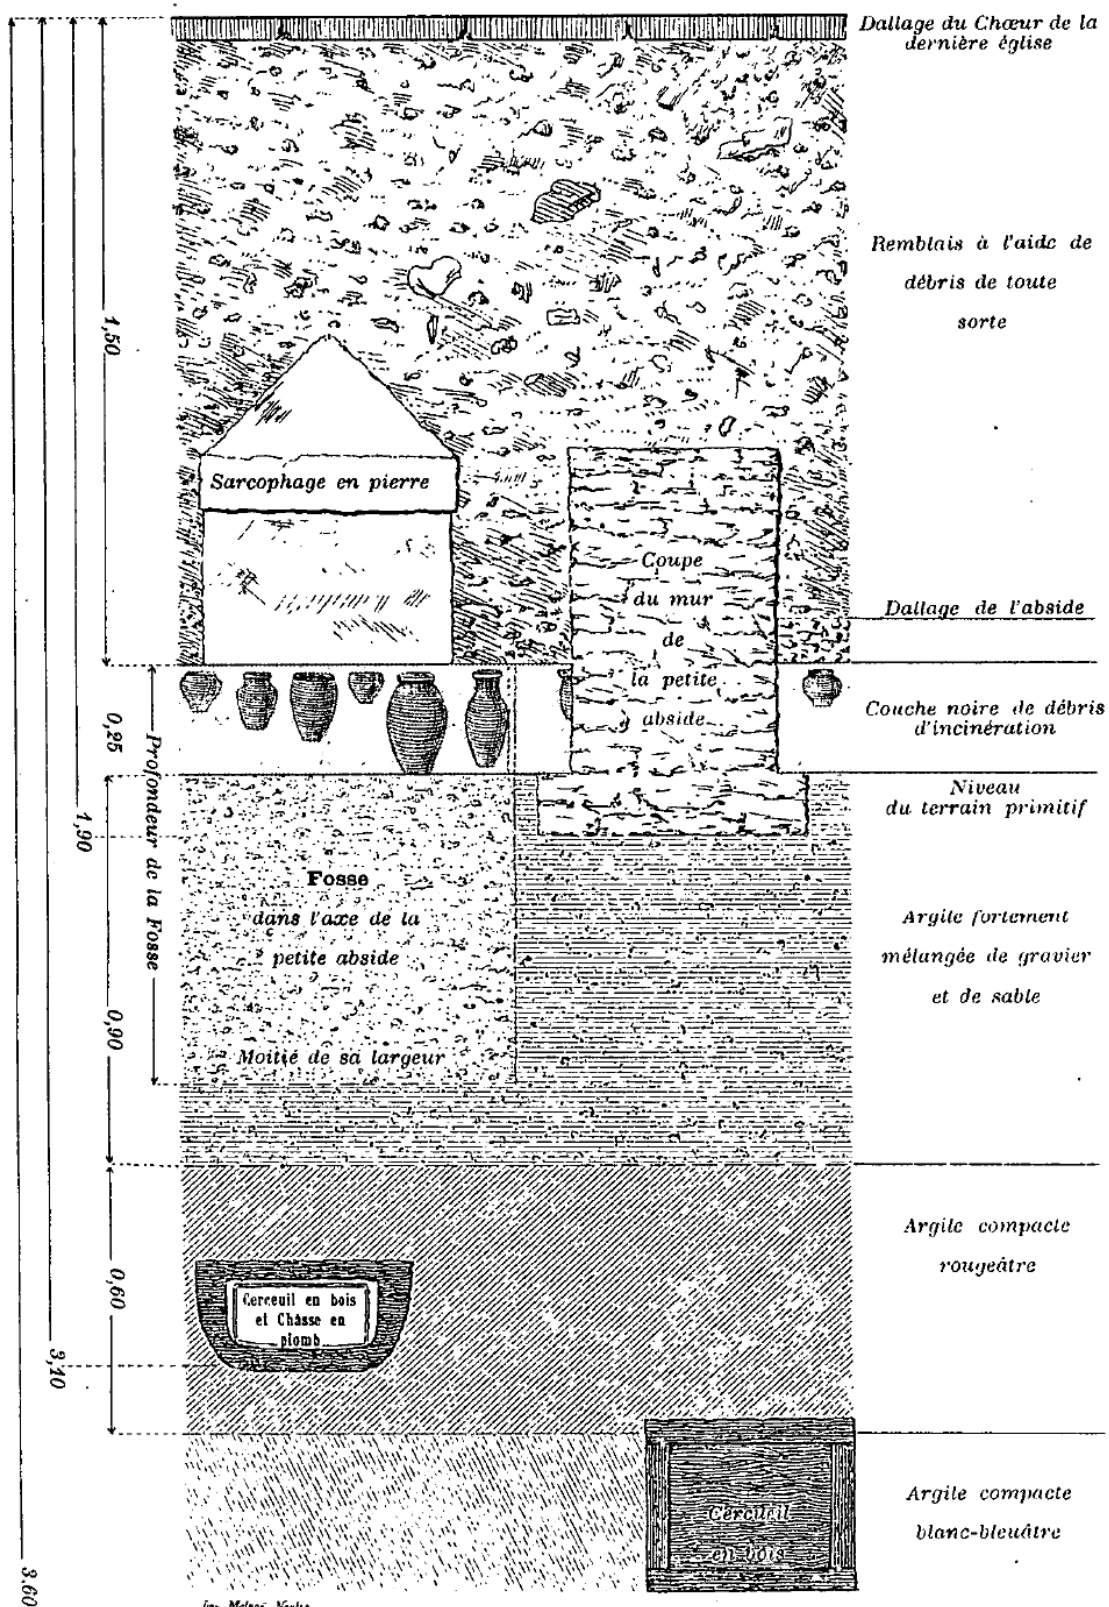 Dallage du Chœur de la
dernière église
Remblais à l'aide de
débris de toute
sorte
1,50
Sarcophage en pierre
Coupe
du mur
de
la petite
abside
Dallage de l'abside
Couche noire de débris
d'incinération
0,25
Niveau
du terrain primitif
1,90
Profondeur de la Fosse
Fosse
dans l'axe de la
petite abside
Moitié de sa largeur
Argile fortement
mélangée de gravier
et de sable
0,90
Argile compacte
rougeâtre
0,60
Cerceuil en bois
et Châsse en
plomb
3,10
Cercueil
en bois
Argile compacte
blanc-bleuâtre
3,60